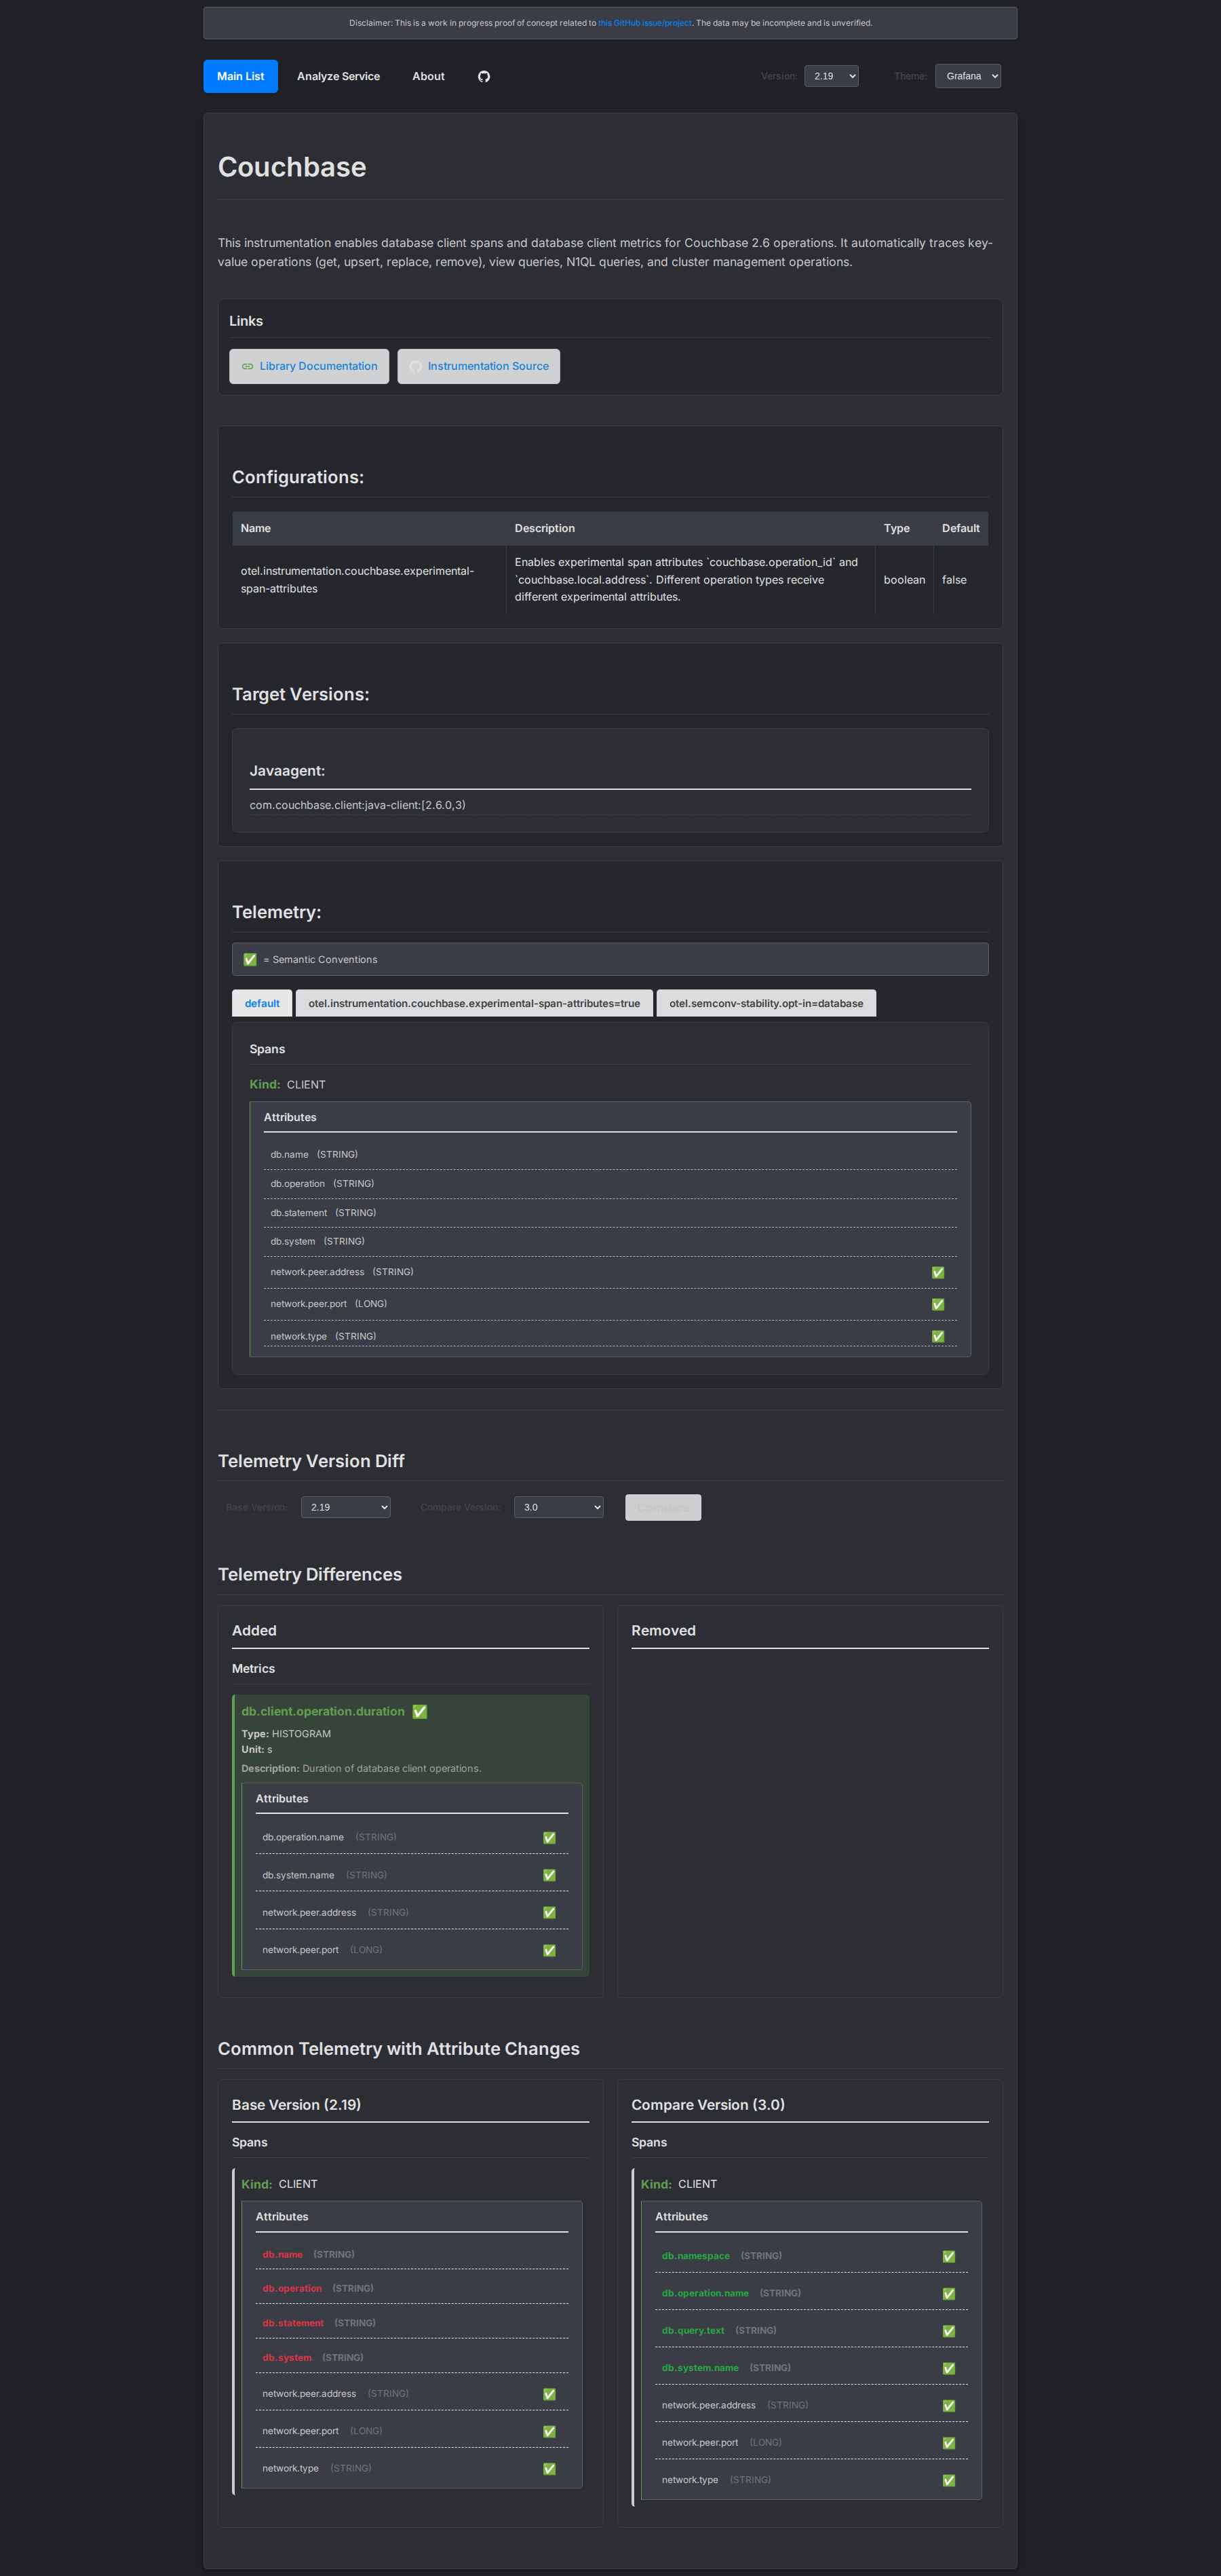 Disclaimer: This is a work in progress proof of concept related to this GitHub issue/project. The data may be incomplete and is unverified.
Main List
Analyze Service
About
Version:
2.19
Theme:
Grafana
Couchbase
This instrumentation enables database client spans and database client metrics for Couchbase 2.6 operations. It automatically traces key-
value operations (get, upsert, replace, remove), view queries, N1QL queries, and cluster management operations.
Links
Library Documentation
Instrumentation Source
Configurations:
Name Description Type Default
otel.instrumentation.couchbase.experimental-
span-attributes
Enables experimental span attributes `couchbase.operation_id` and
`couchbase.local.address`. Different operation types receive
different experimental attributes.
boolean
false
Target Versions:
Javaagent:
com.couchbase.client:java-client:[2.6.0,3)
Telemetry:
✅ = Semantic Conventions
default
otel.instrumentation.couchbase.experimental-span-attributes=true
otel.semconv-stability.opt-in=database
Spans
Kind: CLIENT
Attributes
db.name (STRING)
db.operation (STRING)
db.statement (STRING)
db.system (STRING)
network.peer.address (STRING) ✅
network.peer.port (LONG) ✅
network.type (STRING) ✅
Telemetry Version Diff
Base Version:
2.19
Compare Version:
3.0
Compare
Telemetry Differences
Added
Metrics
db.client.operation.duration ✅
Type: HISTOGRAM
Unit: s
Description: Duration of database client operations.
Attributes
db.operation.name (STRING) ✅
db.system.name (STRING) ✅
network.peer.address (STRING) ✅
network.peer.port (LONG) ✅
Removed
Common Telemetry with Attribute Changes
Base Version (2.19)
Spans
Kind: CLIENT
Attributes
db.name (STRING)
db.operation (STRING)
db.statement (STRING)
db.system (STRING)
network.peer.address (STRING) ✅
network.peer.port (LONG) ✅
network.type (STRING) ✅
Compare Version (3.0)
Spans
Kind: CLIENT
Attributes
db.namespace (STRING) ✅
db.operation.name (STRING) ✅
db.query.text (STRING) ✅
db.system.name (STRING) ✅
network.peer.address (STRING) ✅
network.peer.port (LONG) ✅
network.type (STRING) ✅